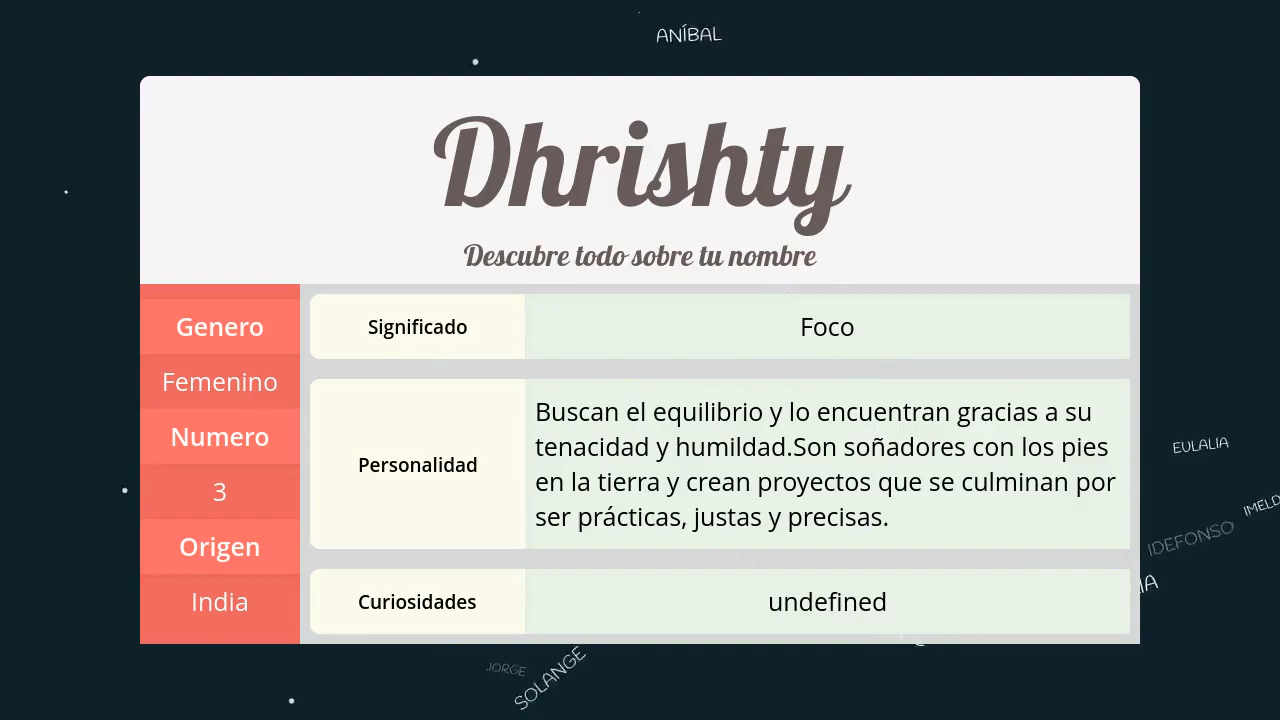 ANÍBAL
Dhrishty
Descubre todo sobre tu nombre
Genero
Femenino
Numero
3
Origen
India
Significado
Foco
Personalidad
Buscan el equilibrio y lo encuentran gracias a su
tenacidad y humildad.Son soñadores con los pies
en la tierra y crean proyectos que se culminan por
ser prácticas, justas y precisas.
Curiosidades
undefined
EULALIA
IMELD
IDEFONSO
IA
JORGE
SOLANGE